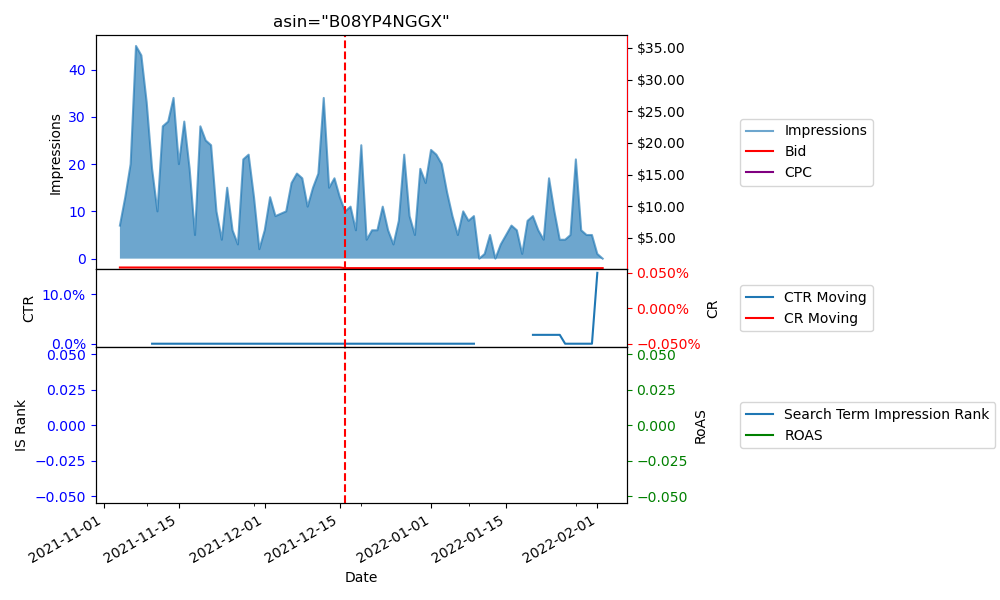 asin="B08YP4NGGX"
Impressions
40
30
20
10
0
$35.00
$30.00
$25.00
$20.00
$15.00
$10.00
$5.00
Impressions
Bid
CPC
CTR
10.0%
0.0%
0.050%
0.000%
−0.050%
CR
CTR Moving
CR Moving
IS Rank
0.050
0.025
0.000
−0.025
−0.050
0.050
0.025
0.000
−0.025
−0.050
RoAS
Search Term Impression Rank
ROAS
2021-11-01
2021-11-15
2021-12-01
2021-12-15
2022-01-01
2022-01-15
2022-02-01
Date